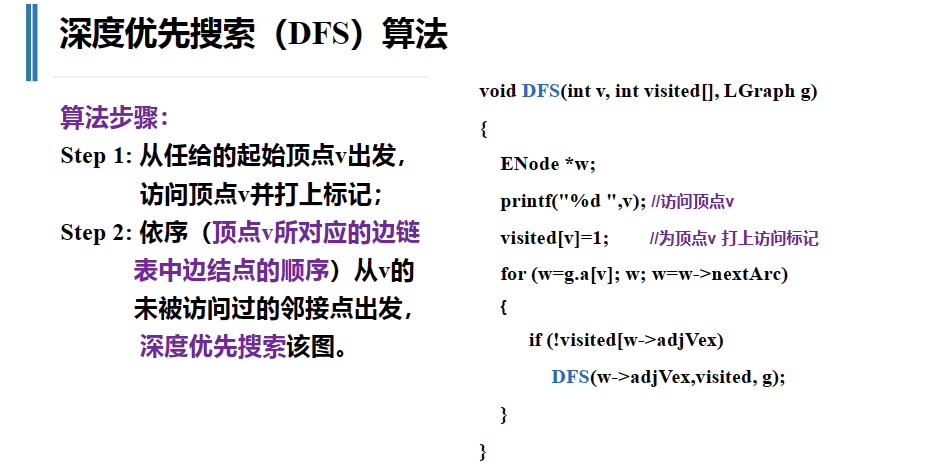 深度优先搜索（DFS）算法
算法步骤：
Step 1: 从任给的起始顶点v出发，
访问顶点v并打上标记；
Step 2: 依序（顶点v所对应的边链
表中边结点的顺序）从v的
未被访问过的邻接点出发，
深度优先搜索该图。
void DFS(int v, int visited[], LGraph g)
{
ENode *w;
printf("%d ",v); //访问顶点v
visited[v]=1; //为顶点v 打上访问标记
for (w=g.a[v]; w; w=w->nextArc)
{
if (!visited[w->adjVex)
DFS(w->adjVex,visited, g);
}
}